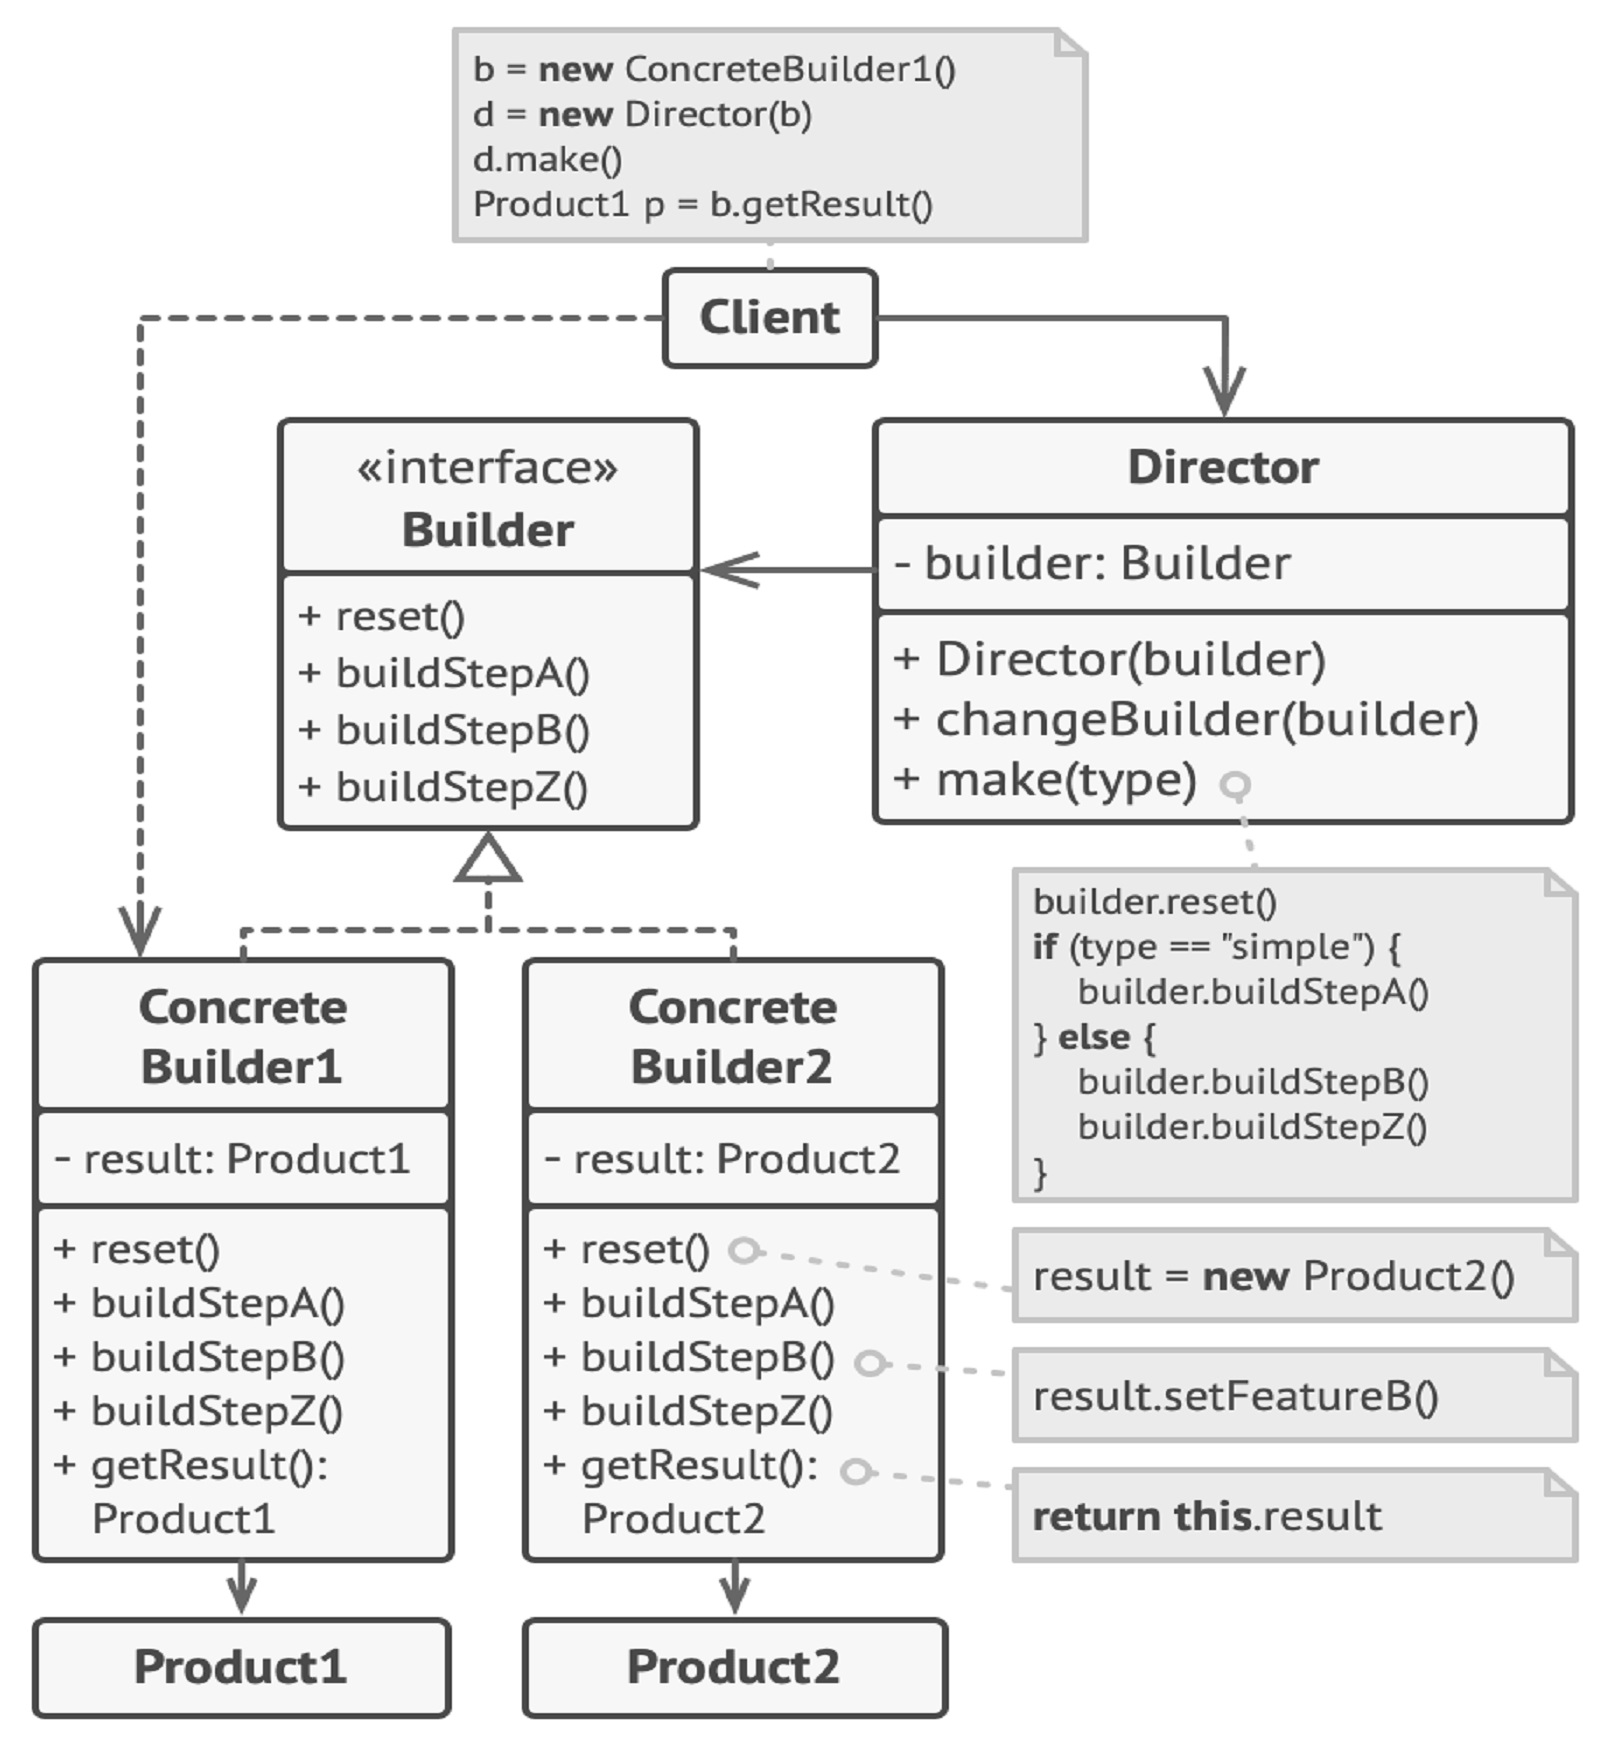 b = new ConcreteBuilder1()
d = new Director(b)
d.make()
Product1 p = b.getResult()
Client
«interface»
Builder
+ reset()
+ buildStepA()
+ buildStepB()
+ buildStepZ()
Director
- builder: Builder
+ Director(builder)
+ changeBuilder(builder)
+ make(type)
builder.reset()
if (type == "simple") {
builder.buildStepA()
} else {
builder.buildStepB()
builder.buildStepZ()
}
Concrete
Builder1
- result: Product1
+ reset()
+ buildStepA()
+ buildStepB()
+ buildStepZ()
+ getResult():
Product1
Concrete
Builder2
- result: Product2
+ reset()
+ buildStepA()
+ buildStepB()
+ buildStepZ()
+ getResult():
Product2
result = new Product2()
result.setFeatureB()
return this.result
Product1
Product2